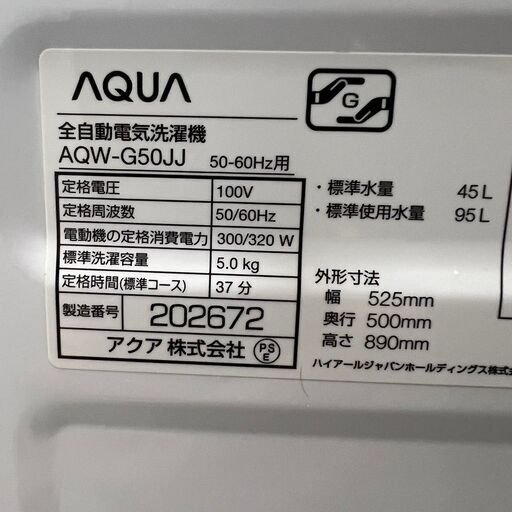 AQUA
G
全自動電気洗濯機
AQW-G50JJ 50-60Hz用
定格電圧 100V
定格周波数 50/60Hz
電動機の定格消費電力 300/320 W
標準洗濯容量 5.0 kg
定格時間(標準コース) 37 分
製造番号 202672
アクア 株式会社 PSE
・標準水量 45 L
・標準使用水量 95 L
外形寸法
幅 525mm
奥行 500mm
高さ 890mm
ハイアールジャパンホールディングス株式